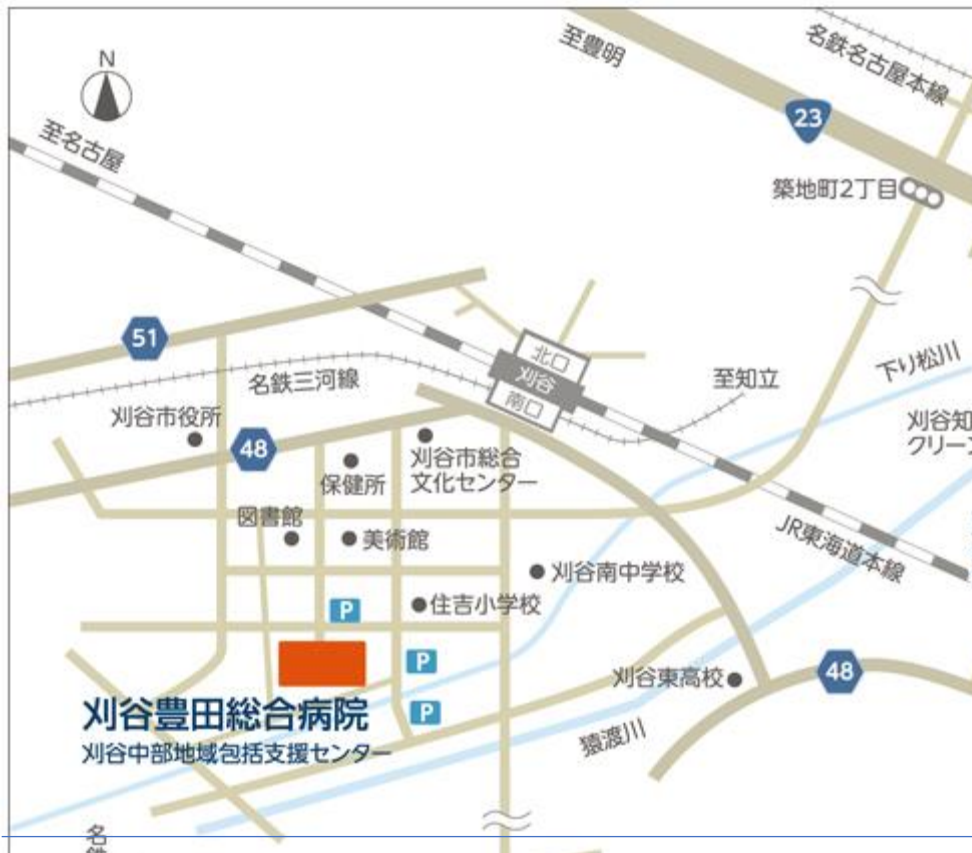 N
至豊明
名鉄名古屋本線
23
至名古屋
築地町2丁目
51
北口
刈谷
南口
下り松川
名鉄三河線
至知立
刈谷市役所
刈谷知
クリーン
48
刈谷市総合
文化センター
保健所
図書館
美術館
JR東海道本線
刈谷南中学校
P
住吉小学校
P
刈谷東高校
48
刈谷豊田総合病院
P
刈谷中部地域包括支援センター
猿渡川
名